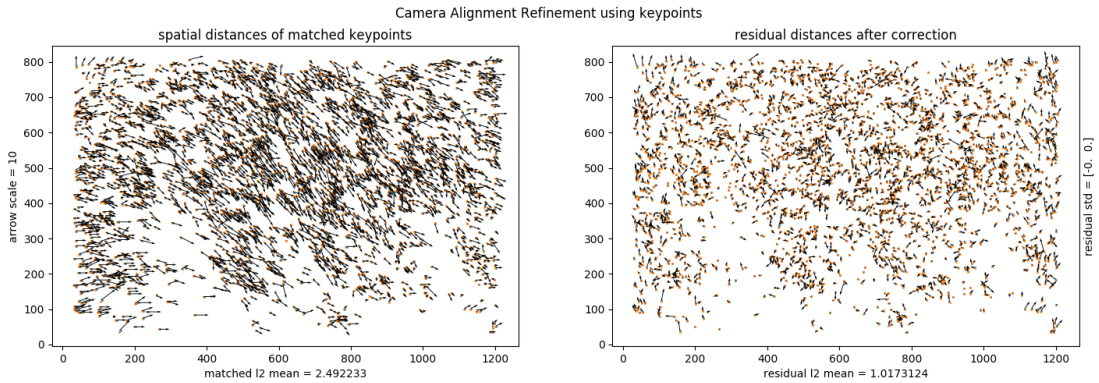 Camera Alignment Refinement using keypoints
spatial distances of matched keypoints
800
700
600
500
400
300
200
100
0
arrow scale = 10
0 200 400 600 800 1000 1200
matched l2 mean = 2.492233
residual distances after correction
800
700
600
500
400
300
200
100
0
0 200 400 600 800 1000 1200
residual l2 mean = 1.0173124
residual std = [-0.  0.]